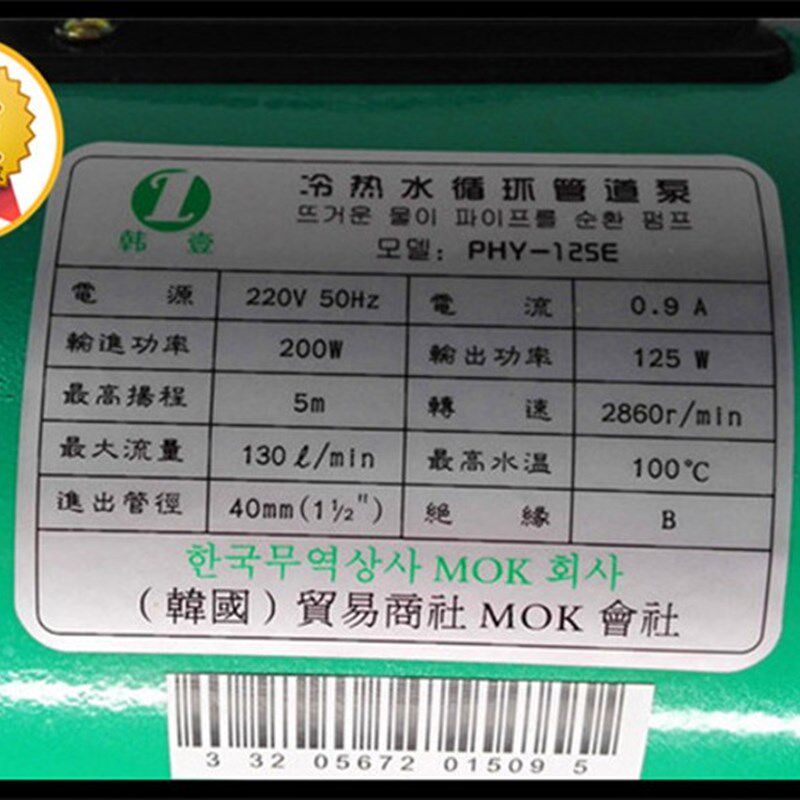 冷热水循环管道泵
韩壹
뜨거운 물이 파이프를 순환 펌프
모델: PHY-125E
電源 220V 50Hz 電流 0.9 A
輸進功率 200W 輸出功率 125 W
最高揚程 5m 轉速 2860r/min
最大流量 130 ℓ/min 最高水温 100℃
進出管徑 40mm(1½") 絕緣 B
한국무역상사 MOK 회사
(韓國) 貿易商社 MOK 會社
3 32 05672 01509 5